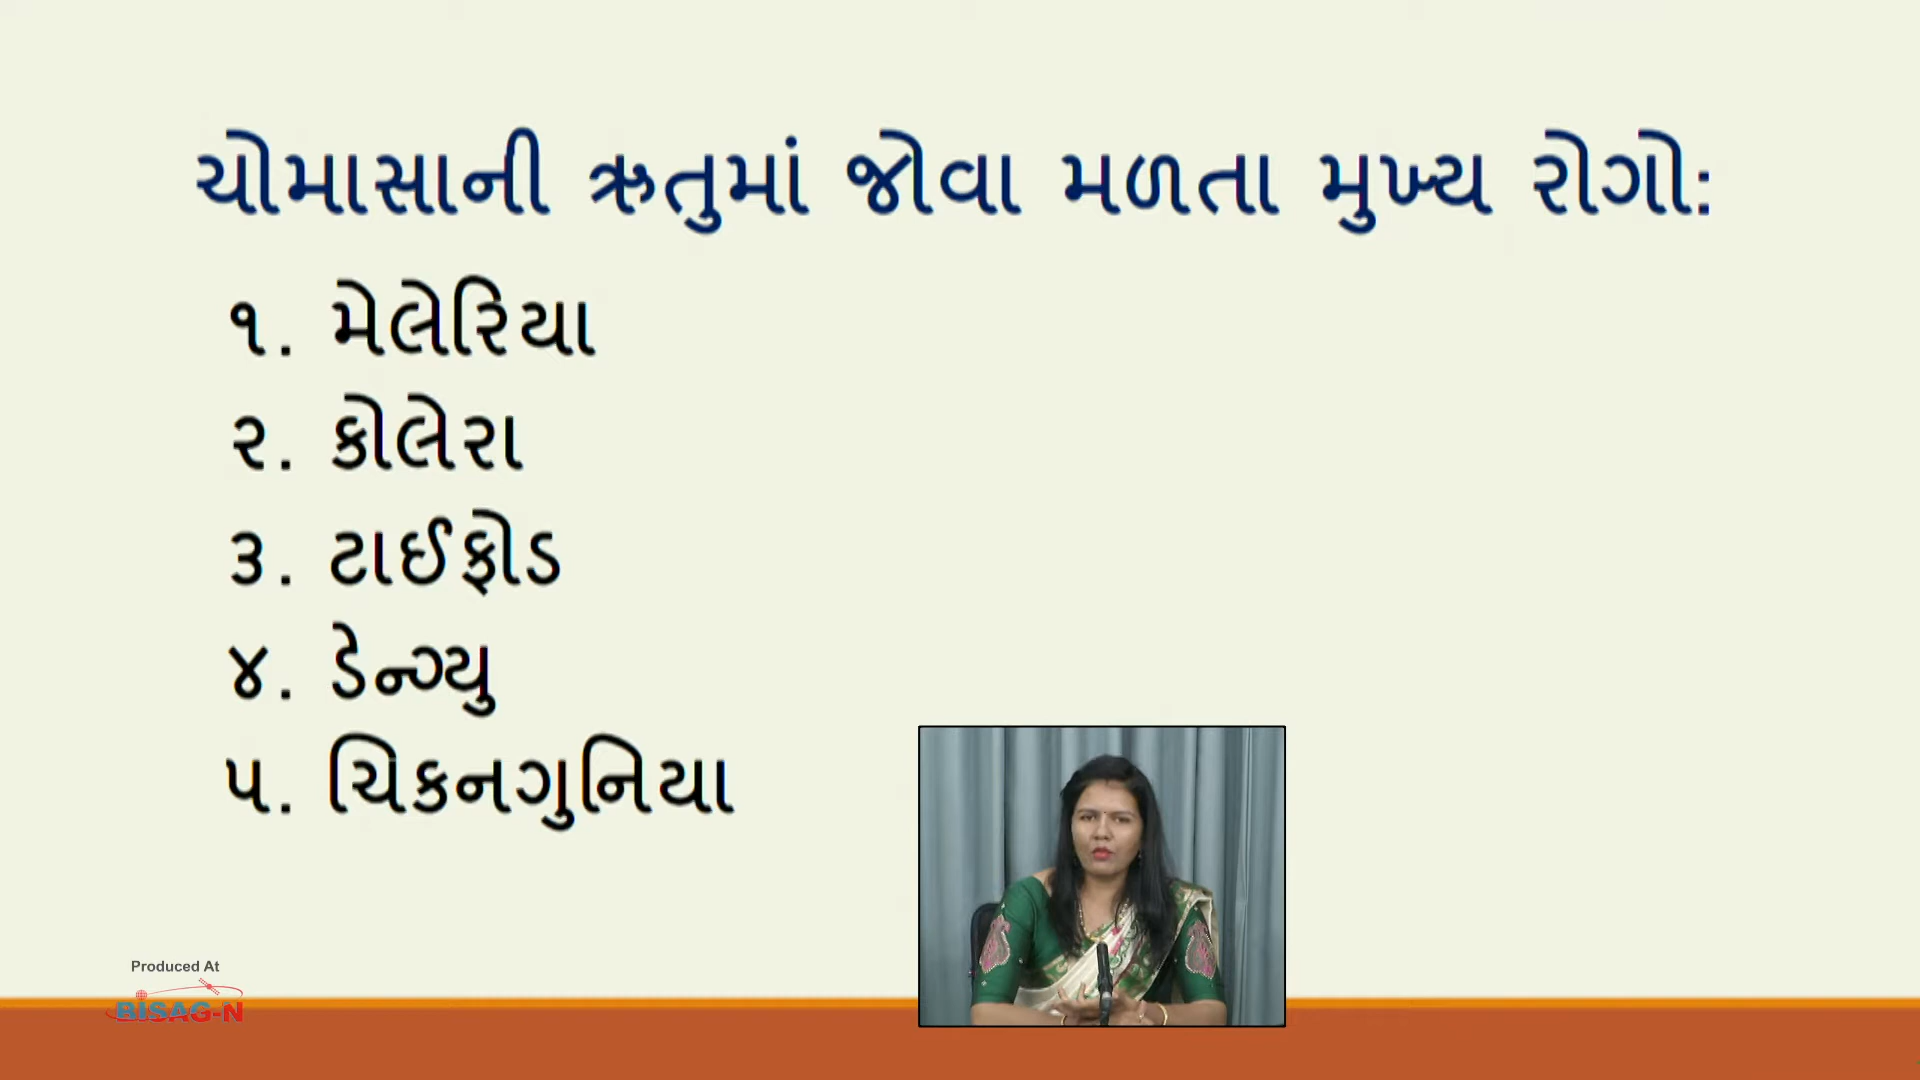 ચોમાસાની ઋતુમાં જોવા મળતા મુખ્ય રોગો:
૧. મેલેરિયા
૨. કોલેરા
૩. ટાઈફોડ
૪. ડેન્ગ્યુ
૫. ચિકનગુનિયા
Produced At
BISAG-N